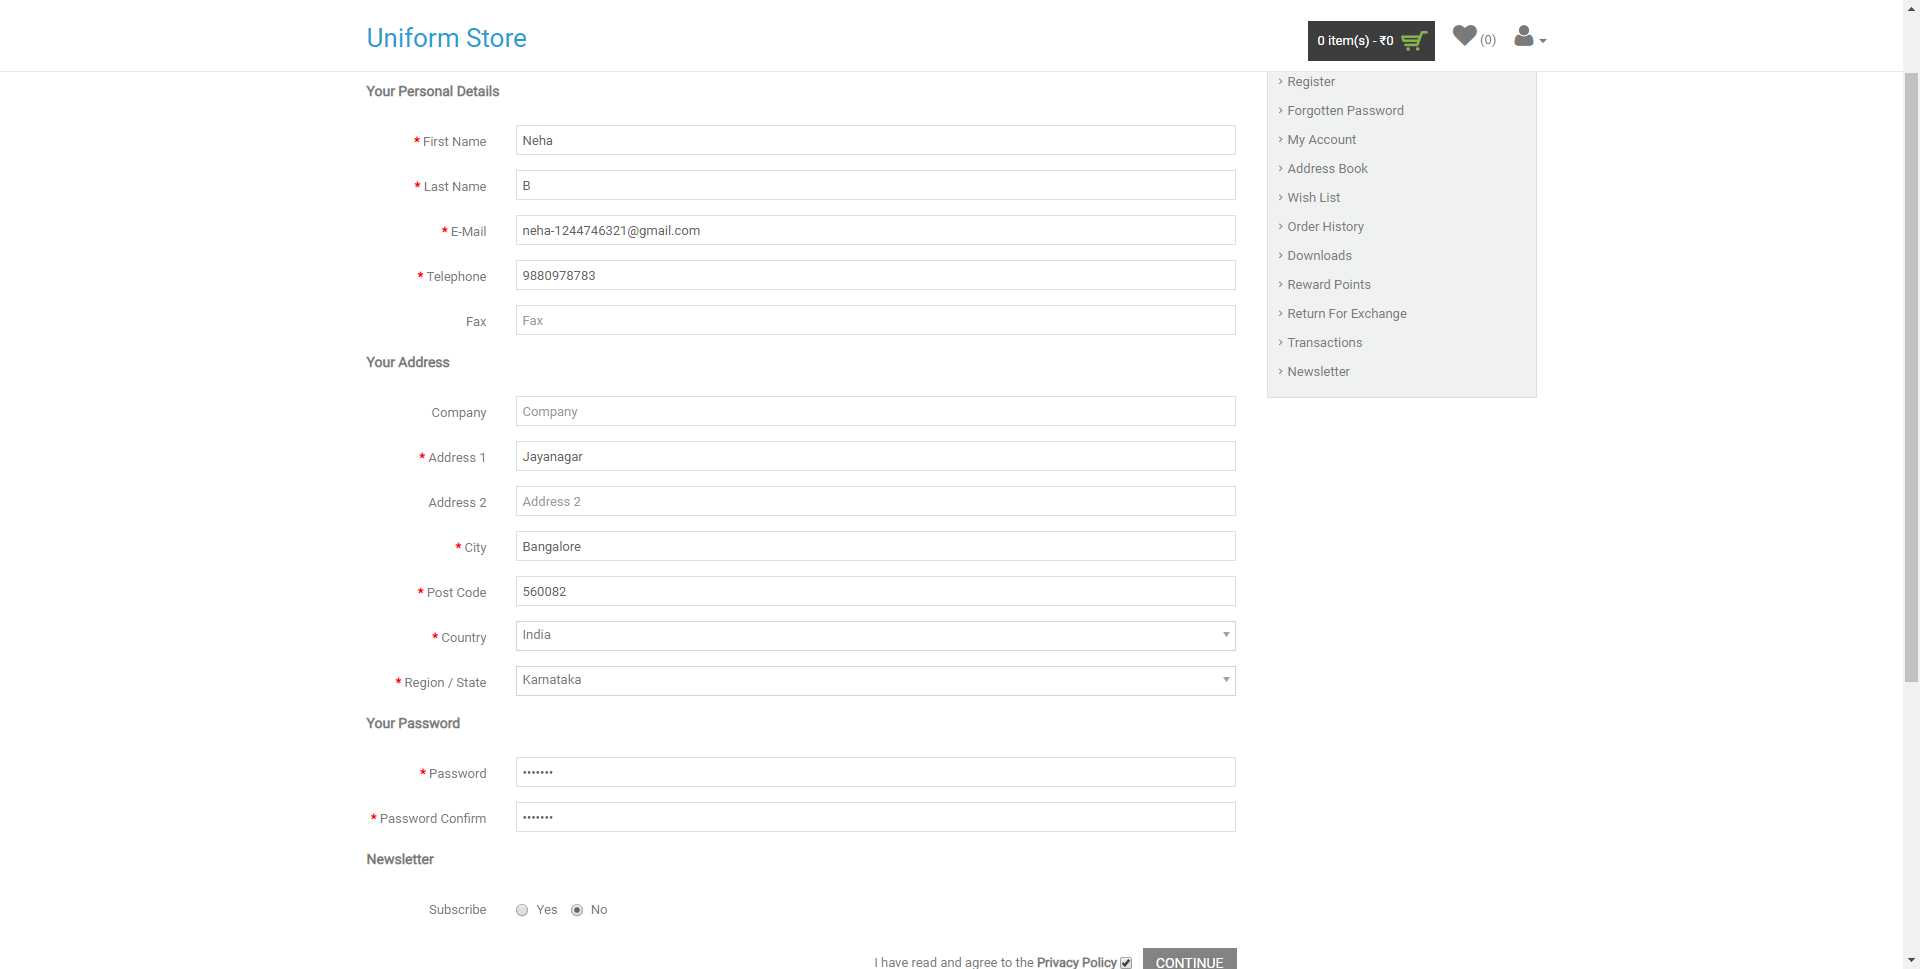 Uniform Store
0 item(s) - ₹0
(0)
Your Personal Details
* First Name
Neha
* Last Name
B
* E-Mail
neha-1244746321@gmail.com
* Telephone
9880978783
Fax
Fax
Your Address
Company
Company
* Address 1
Jayanagar
Address 2
Address 2
* City
Bangalore
* Post Code
560082
* Country
India
* Region / State
Karnataka
Your Password
* Password
•••••••
* Password Confirm
•••••••
Newsletter
Subscribe
Yes
No
I have read and agree to the Privacy Policy
CONTINUE
› Register
› Forgotten Password
› My Account
› Address Book
› Wish List
› Order History
› Downloads
› Reward Points
› Return For Exchange
› Transactions
› Newsletter